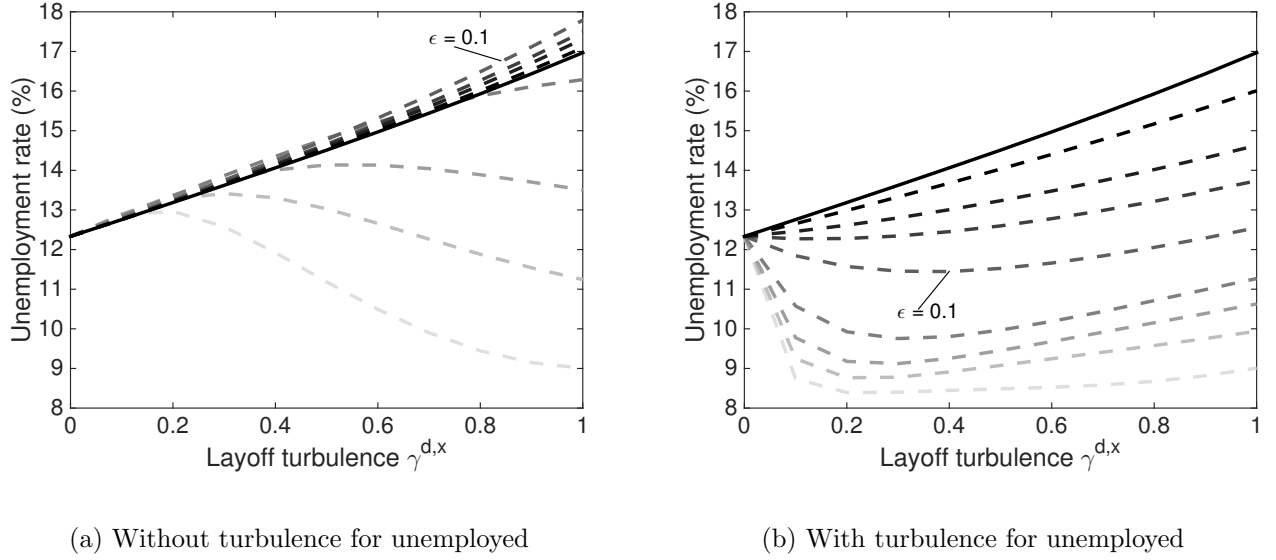 18
17
16
15
14
13
12
11
10
9
8
Unemployment rate (%)
ϵ = 0.1
0 0.2 0.4 0.6 0.8 1
Layoff turbulence γ^{d,x}
(a) Without turbulence for unemployed
18
17
16
15
14
13
12
11
10
9
8
Unemployment rate (%)
ϵ = 0.1
0 0.2 0.4 0.6 0.8 1
Layoff turbulence γ^{d,x}
(b) With turbulence for unemployed